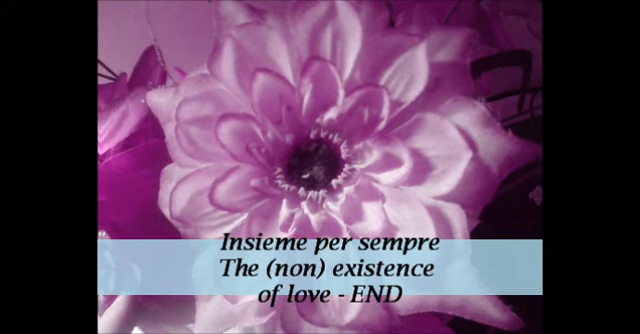 Insieme per sempre
The (non) existence
of love - END